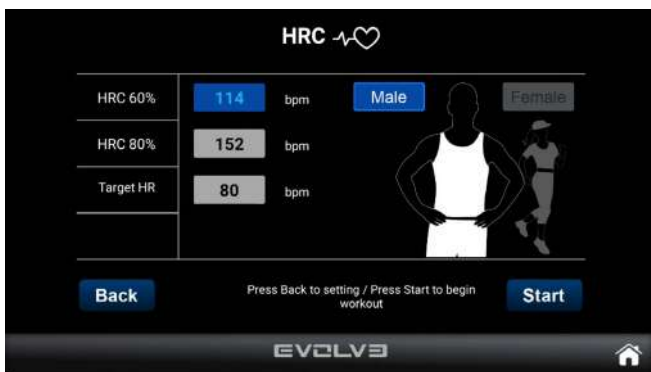 HRC
HRC 60% 114 bpm Male Female
HRC 80% 152 bpm
Target HR 80 bpm
Back Press Back to setting / Press Start to begin Start
workout
EVOLVE